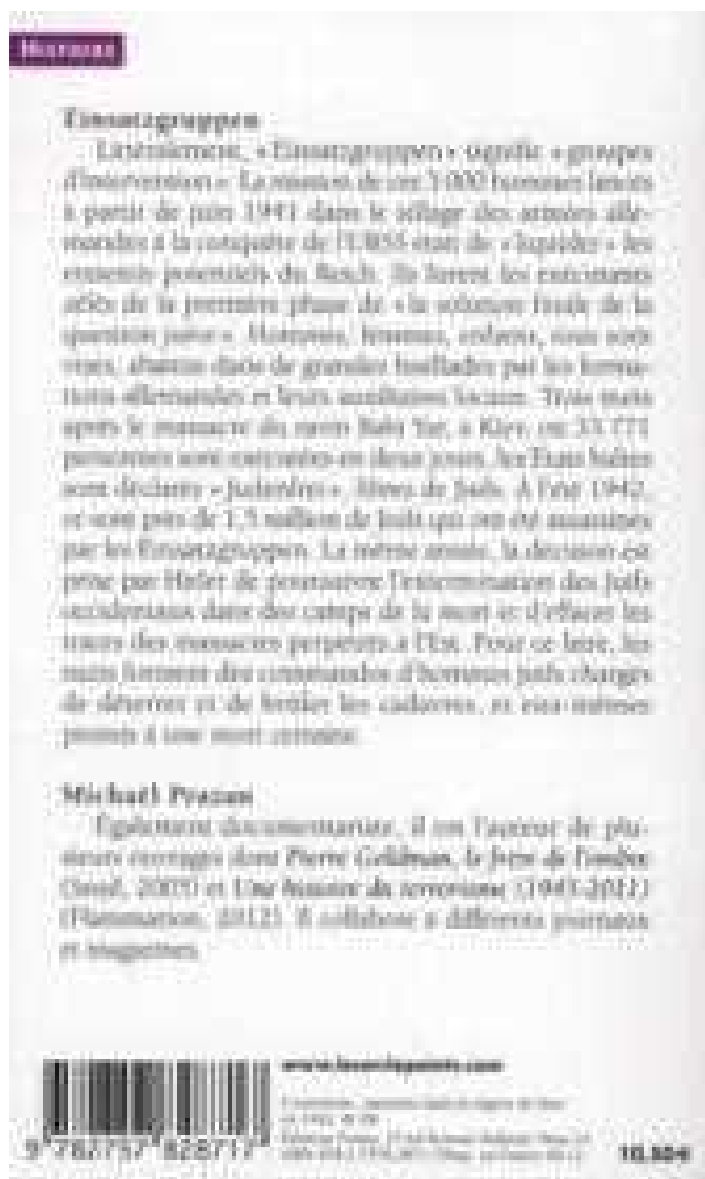 Histoire
Einsatzgruppen
Littéralement, « Einsatzgruppen » signifie « groupes
d'intervention ». La mission de ces 3 000 hommes lancés
à partir de juin 1941 dans le sillage des armées alle-
mandes à la conquête de l'URSS était de « liquider » les
ennemis potentiels du Reich. Ils furent les exécutants
zélés de la première phase de « la solution finale de la
question juive ». Hommes, femmes, enfants, tous sont
visés, abattus dans de grandes fusillades par les forma-
tions allemandes et leurs auxiliaires locaux. Trois mois
après le massacre du ravin Babi Yar, à Kiev, où 33 771
personnes sont exécutées en deux jours, les États baltes
sont déclarés « Judenfrei », libres de Juifs. À l'été 1942,
ce sont près de 1,5 million de Juifs qui ont été assassinés
par les Einsatzgruppen. La même année, la décision est
prise par Hitler de poursuivre l'extermination des Juifs
occidentaux dans des camps de la mort et d'effacer les
traces des massacres perpétrés à l'Est. Pour ce faire, les
nazis forment des commandos d'hommes juifs chargés
de déterrer et de brûler les cadavres, et eux-mêmes
promis à une mort certaine.
Michaël Prazan
Également documentariste, il est l'auteur de plu-
sieurs ouvrages dont Pierre Goldman, le frère de l'ombre
(Seuil, 2005) et Une histoire du terrorisme (1945-2011)
(Flammarion, 2012). Il collabore à différents journaux
et magazines.
www.lecerclepoints.com
9 782757 828717
10,50 €